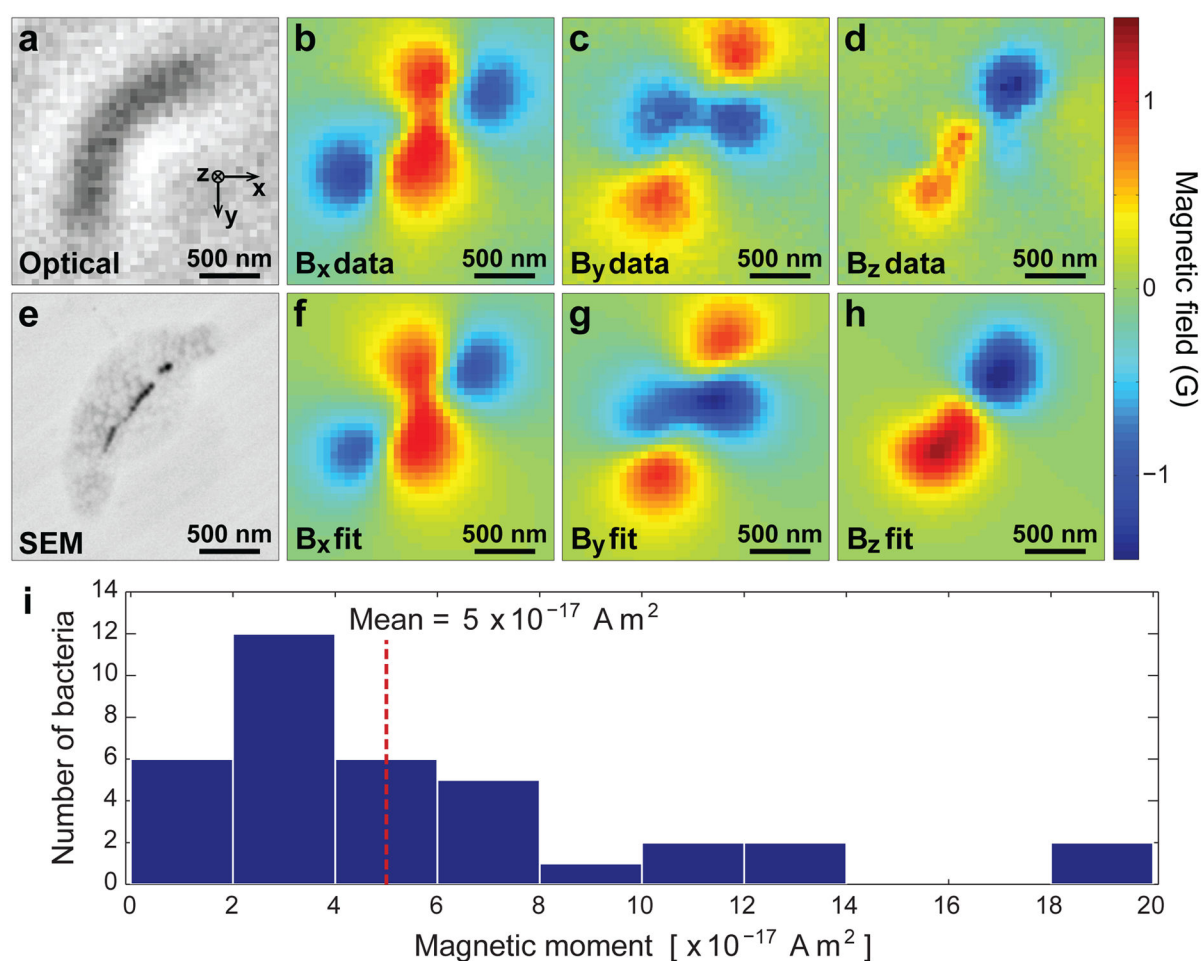 a
z
x
y
500 nm
Optical
b
500 nm
Bx data
c
500 nm
By data
d
500 nm
Bz data
e
500 nm
SEM
f
500 nm
Bx fit
g
500 nm
By fit
h
500 nm
Bz fit
1
0
−1
Magnetic field (G)
i
Mean = 5 x10⁻¹⁷ A m²
14
12
10
8
6
4
2
0
Number of bacteria
0 2 4 6 8 10 12 14 16 18 20
Magnetic moment [ x10⁻¹⁷ A m² ]